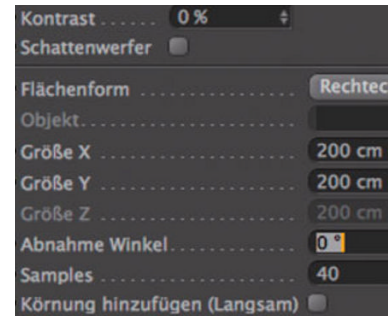 Kontrast 0 %
Schattenwerfer
Flächenform Rechtec
Objekt
Größe X 200 cm
Größe Y 200 cm
Größe Z 200 cm
Abnahme Winkel 0 °
Samples 40
Körnung hinzufügen (Langsam)